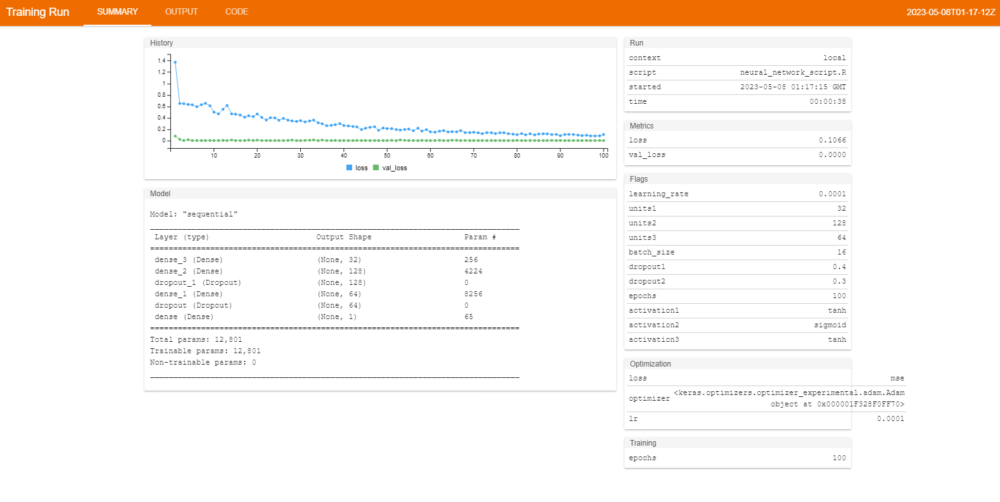 Training Run SUMMARY OUTPUT CODE 2023-05-08T01-17-12Z
History
1.4
1.2
1
0.8
0.6
0.4
0.2
0
10 20 30 40 50 60 70 80 90 100
loss val_loss
Model
Model: "sequential"
Layer (type) Output Shape Param #
dense_3 (Dense) (None, 32) 256
dense_2 (Dense) (None, 128) 4224
dropout_1 (Dropout) (None, 128) 0
dense_1 (Dense) (None, 64) 8256
dropout (Dropout) (None, 64) 0
dense (Dense) (None, 1) 65
Total params: 12,801
Trainable params: 12,801
Non-trainable params: 0
Run
context local
script neural_network_script.R
started 2023-05-08 01:17:15 GMT
time 00:00:38
Metrics
loss 0.1066
val_loss 0.0000
Flags
learning_rate 0.0001
units1 32
units2 128
units3 64
batch_size 16
dropout1 0.4
dropout2 0.3
epochs 100
activation1 tanh
activation2 sigmoid
activation3 tanh
Optimization
loss mse
optimizer <keras.optimizers.optimizer_experimental.adam.Adam
object at 0x000001F328F0FF70>
lr 0.0001
Training
epochs 100